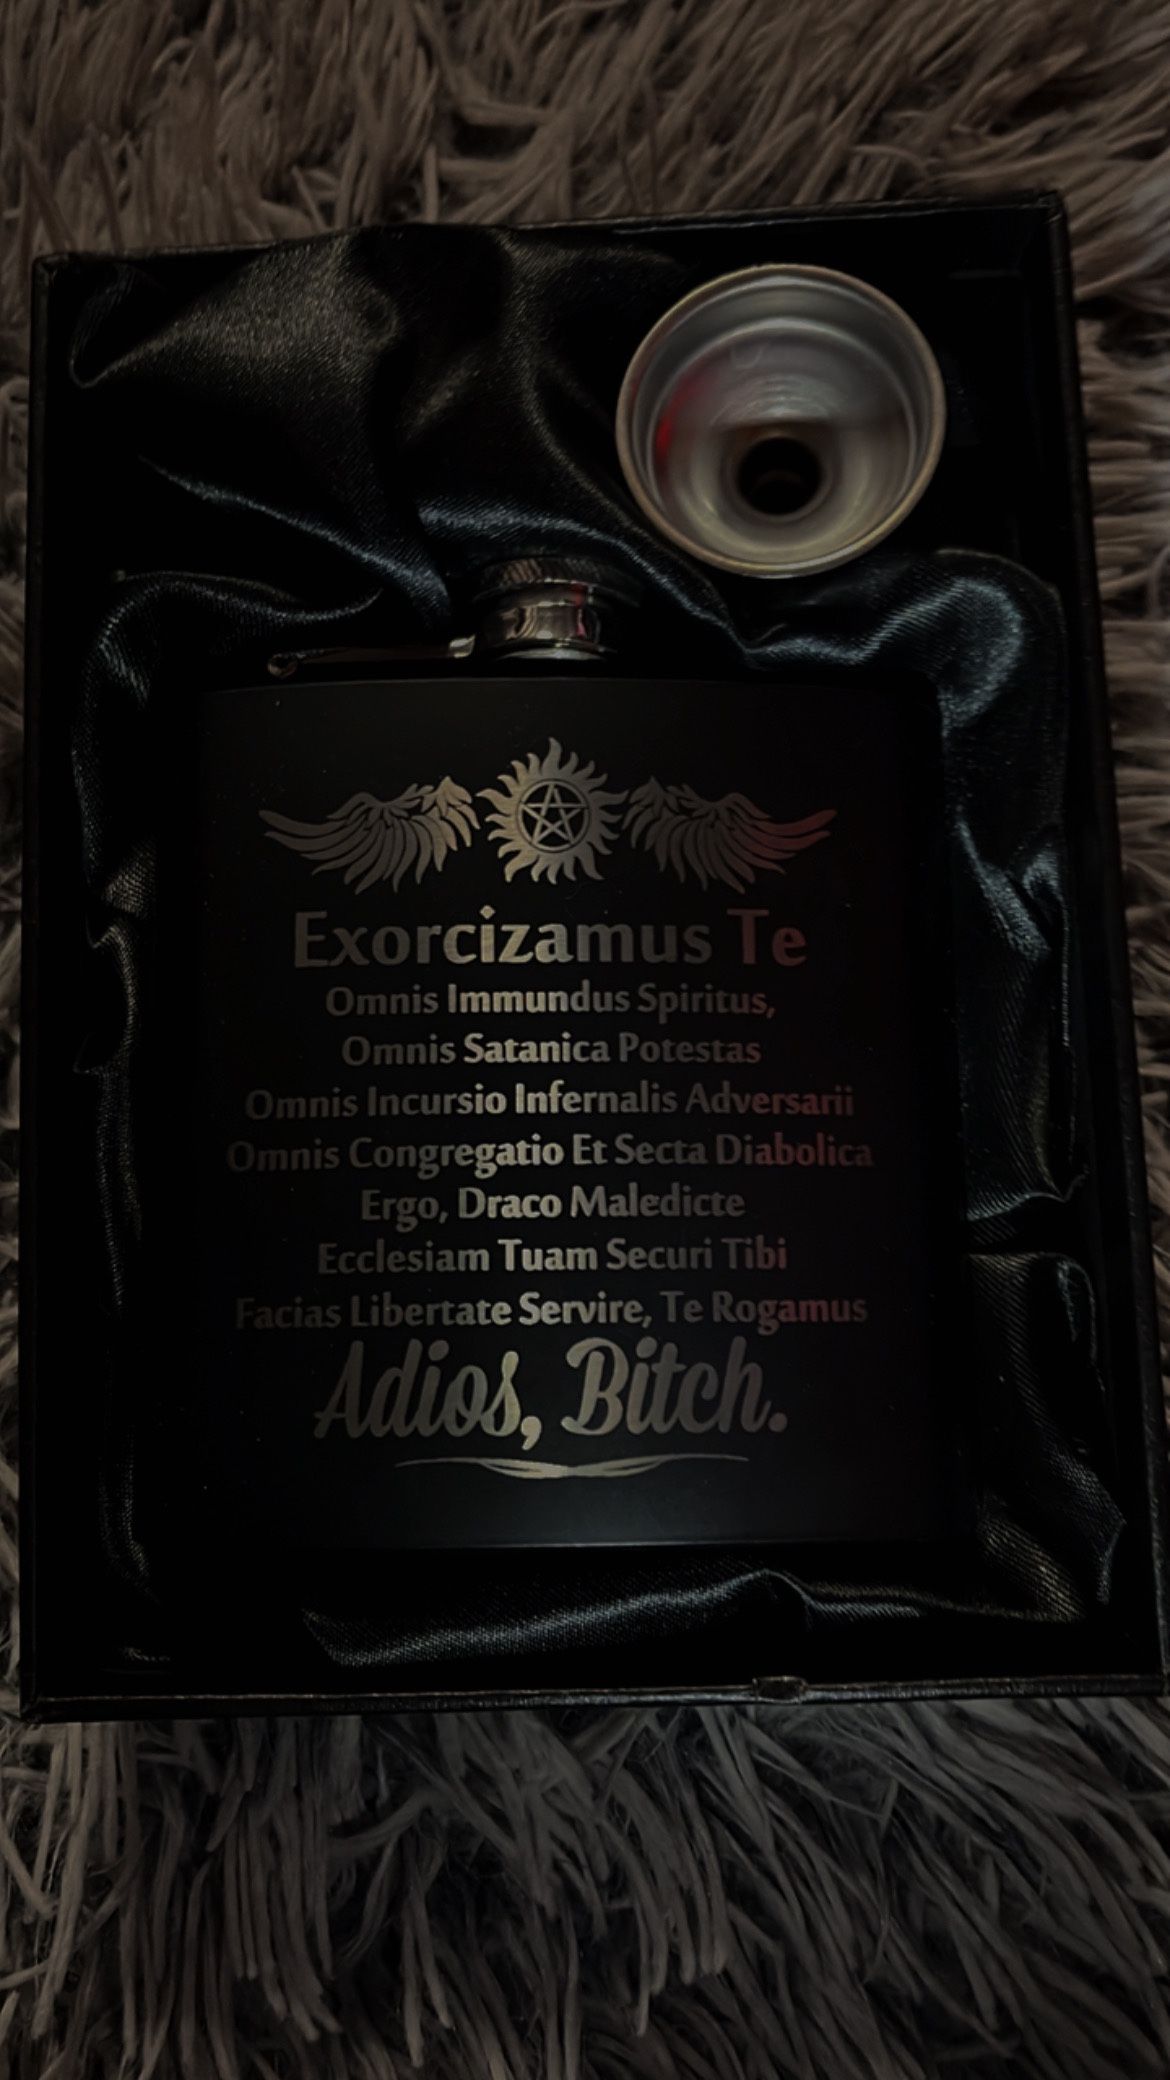 Exorcizamus Te
Omnis Immundus Spiritus,
Omnis Satanica Potestas
Omnis Incursio Infernalis Adversarii
Omnis Congregatio Et Secta Diabolica
Ergo, Draco Maledicte
Ecclesiam Tuam Securi Tibi
Facias Libertate Servire, Te Rogamus
Adios, Bitch.